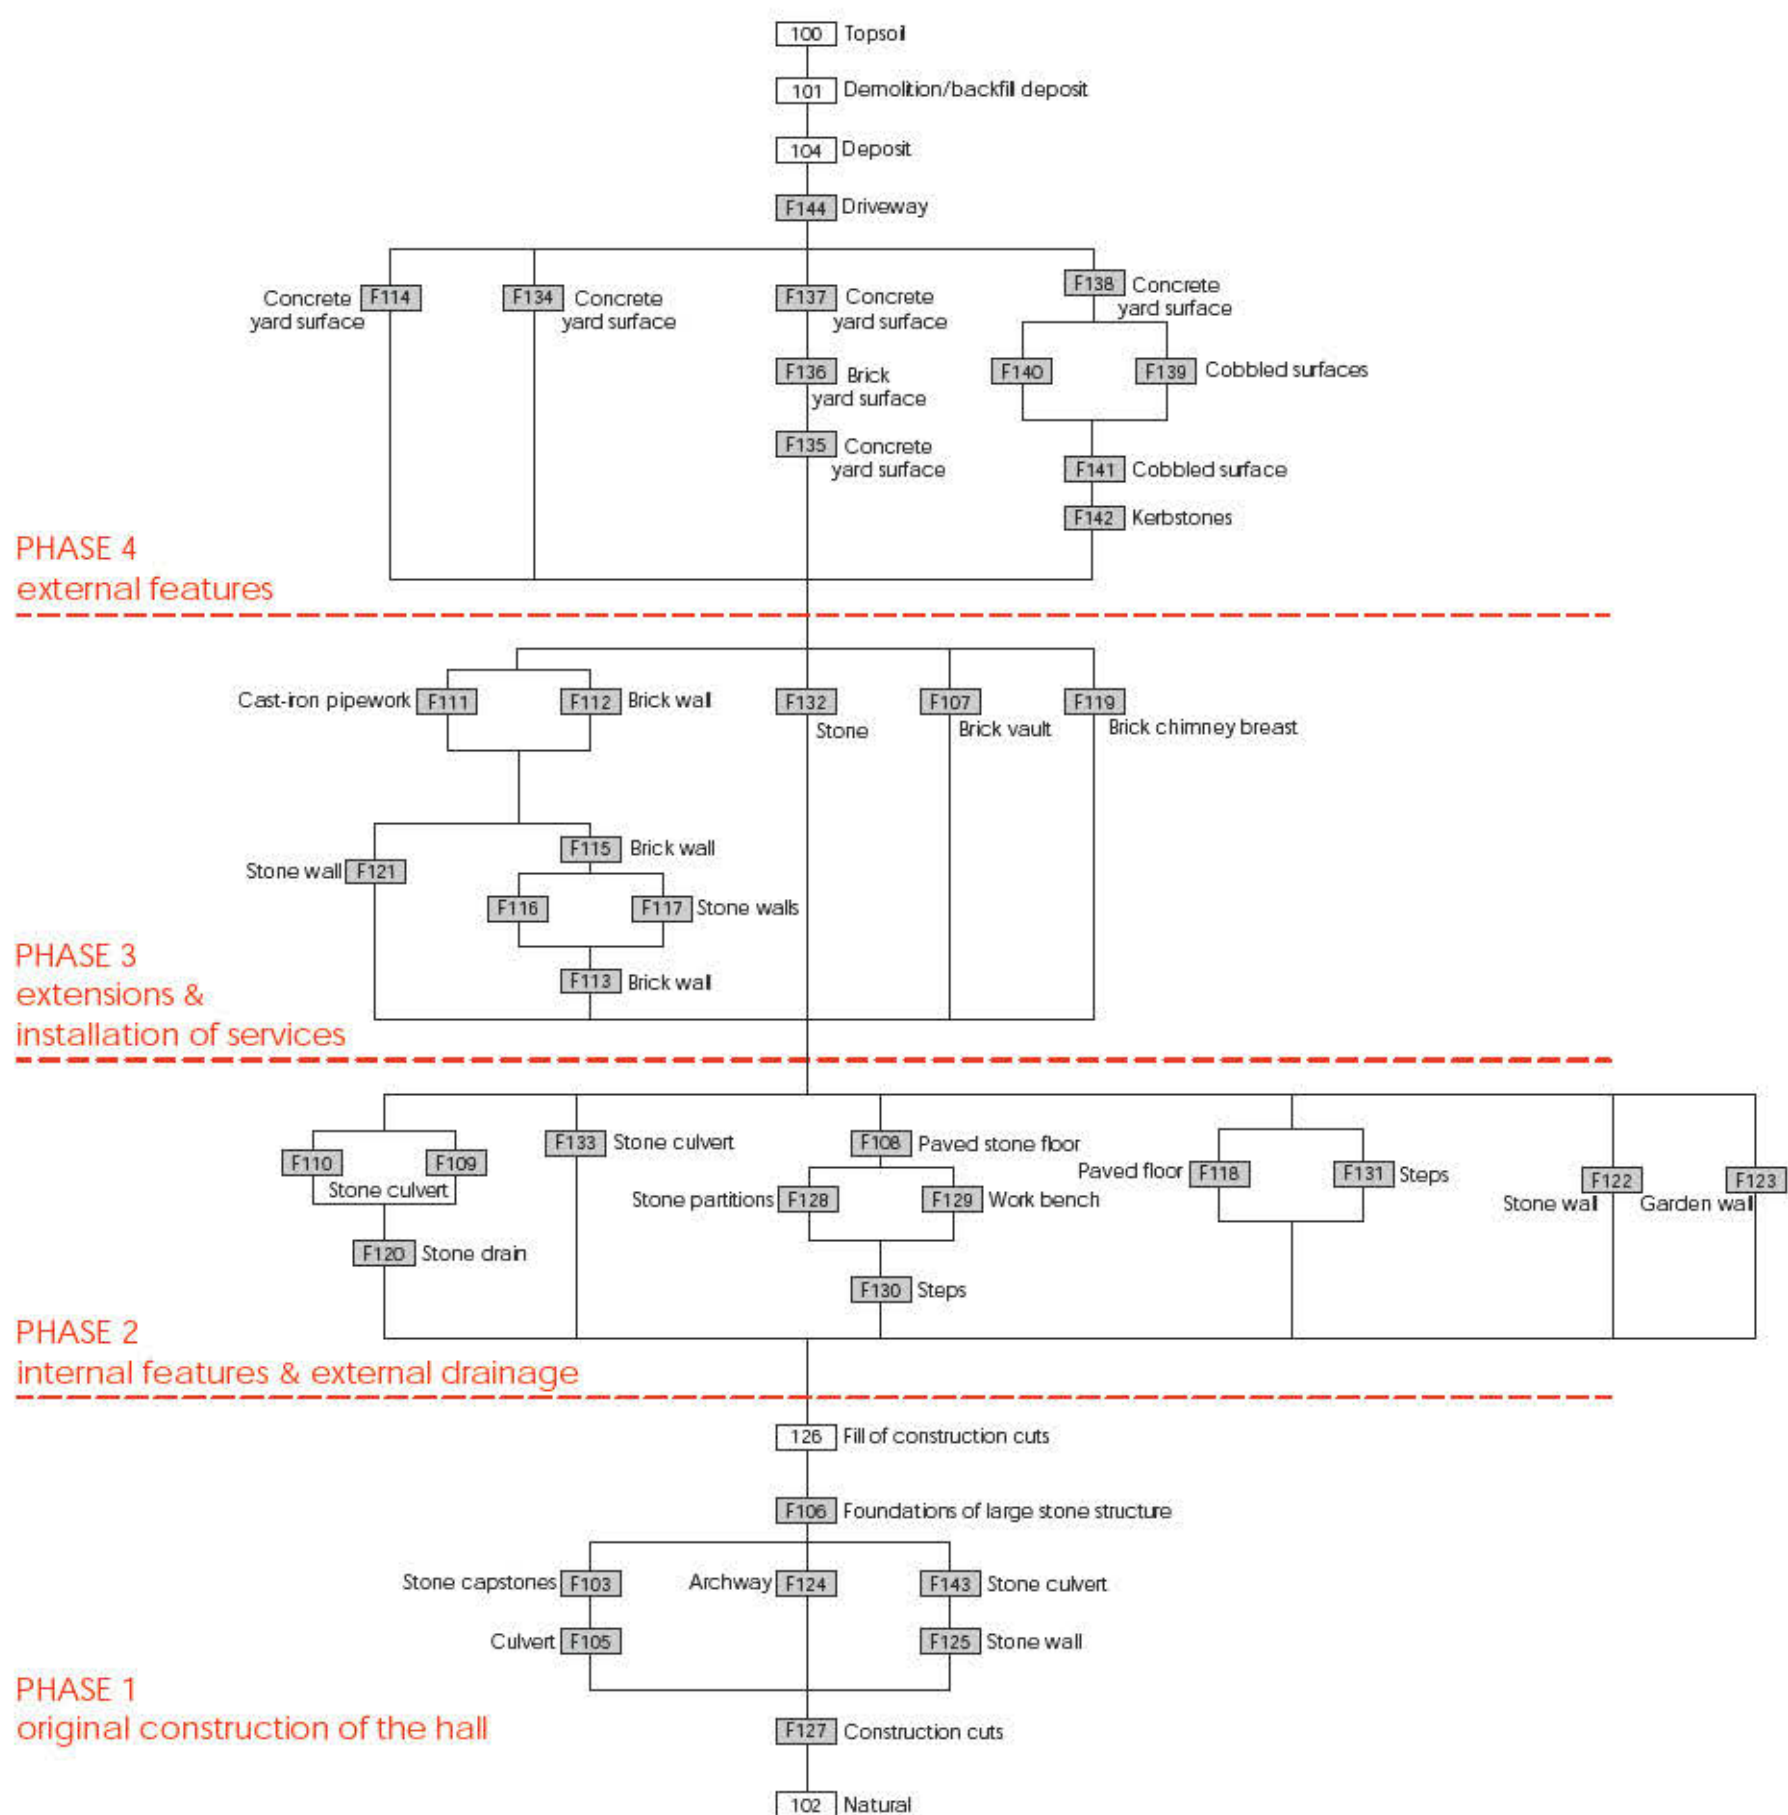 100 Topsoil
101 Demolition/backfill deposit
104 Deposit
F144 Driveway
Concrete F114 F134 Concrete F137 Concrete F138 Concrete
yard surface yard surface yard surface yard surface
F136 Brick F140 F139 Cobbled surfaces
yard surface
F135 Concrete
yard surface
F141 Cobbled surface
F142 Kerbstones
PHASE 4
external features
Cast-iron pipework F111 F112 Brick wall F132 F107 F119
Stone Brick vault Brick chimney breast
F115 Brick wall
Stone wall F121
F116 F117 Stone walls
PHASE 3
F113 Brick wall
extensions &
installation of services
F110 F109 F133 Stone culvert F108 Paved stone floor
Stone culvert
Paved floor F118 F131 Steps F122 F123
Stone wall Garden wall
Stone partitions F128 F129 Work bench
F120 Stone drain
F130 Steps
PHASE 2
internal features & external drainage
126 Fill of construction cuts
F106 Foundations of large stone structure
Stone capstones F103 Archway F124 F143 Stone culvert
Culvert F105 F125 Stone wall
PHASE 1
original construction of the hall
F127 Construction cuts
102 Natural